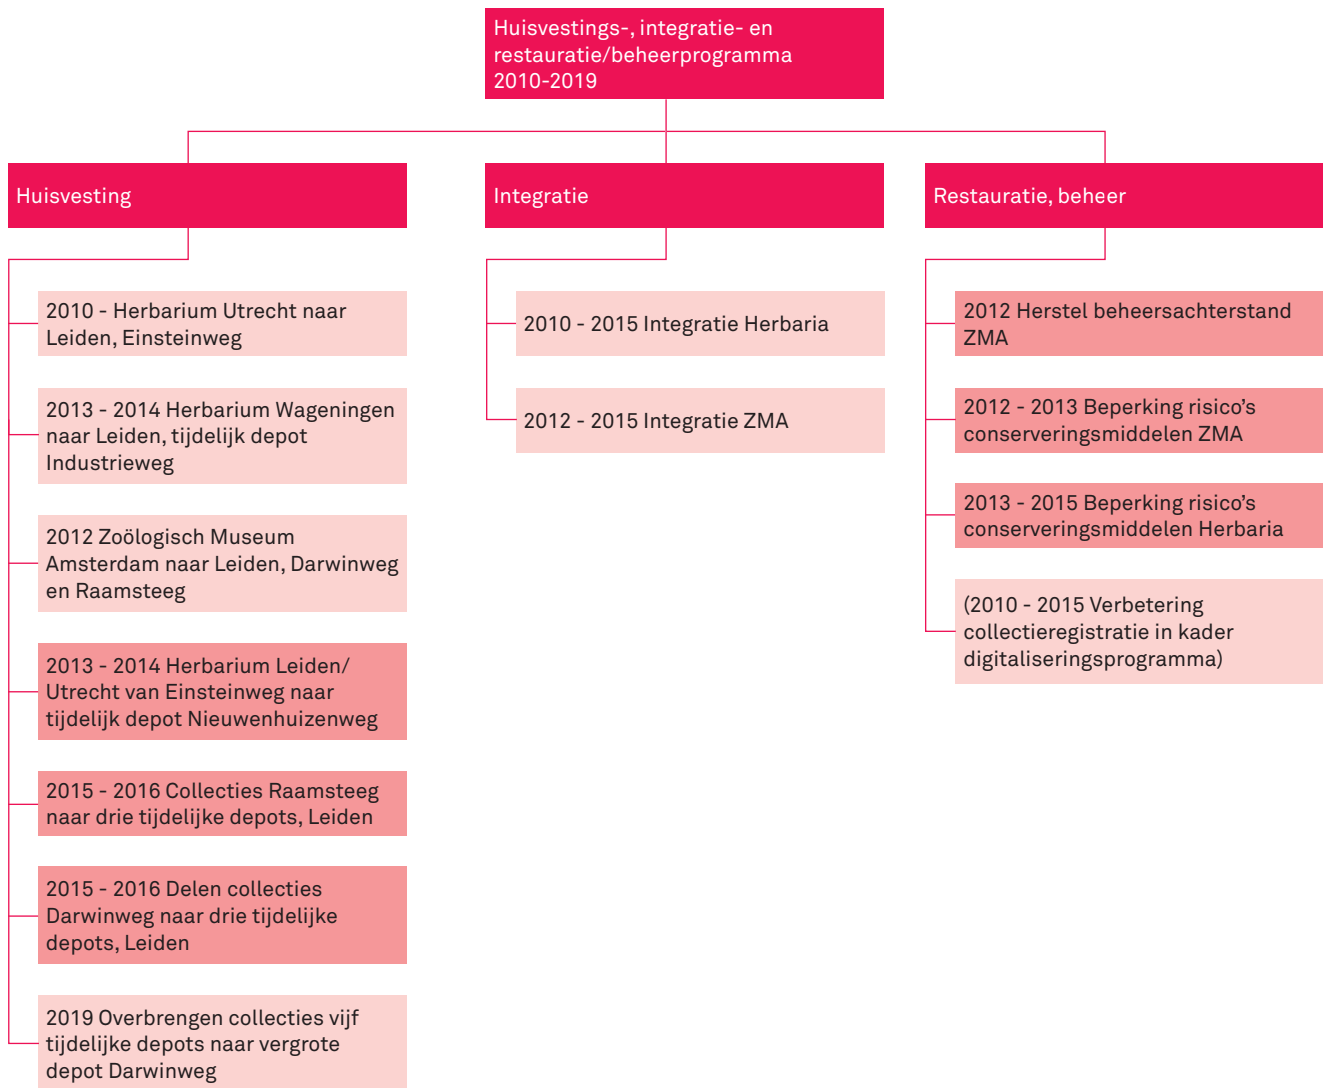 Huisvestings-, integratie- en
restauratie/beheerprogramma
2010-2019
Huisvesting
2010 - Herbarium Utrecht naar
Leiden, Einsteinweg
2013 - 2014 Herbarium Wageningen
naar Leiden, tijdelijk depot
Industrieweg
2012 Zoölogisch Museum
Amsterdam naar Leiden, Darwinweg
en Raamsteeg
2013 - 2014 Herbarium Leiden/
Utrecht van Einsteinweg naar
tijdelijk depot Nieuwenhuizenweg
2015 - 2016 Collecties Raamsteeg
naar drie tijdelijke depots, Leiden
2015 - 2016 Delen collecties
Darwinweg naar drie tijdelijke
depots, Leiden
2019 Overbrengen collecties vijf
tijdelijke depots naar vergrote
depot Darwinweg
Integratie
2010 - 2015 Integratie Herbaria
2012 - 2015 Integratie ZMA
Restauratie, beheer
2012 Herstel beheersachterstand
ZMA
2012 - 2013 Beperking risico's
conserveringsmiddelen ZMA
2013 - 2015 Beperking risico's
conserveringsmiddelen Herbaria
(2010 - 2015 Verbetering
collectieregistratie in kader
digitaliseringsprogramma)